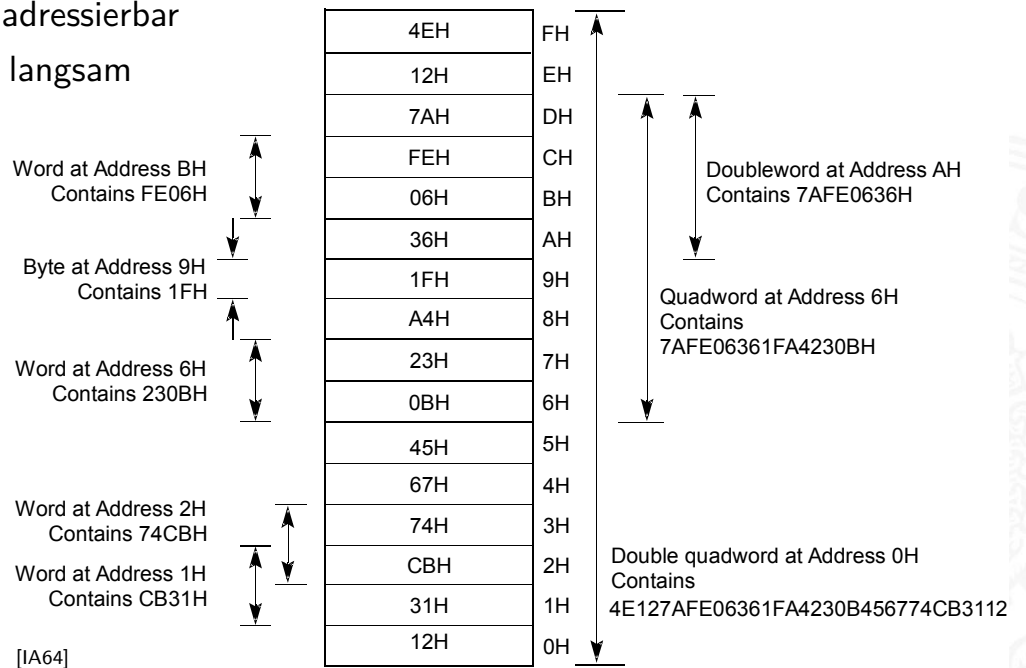 adressierbar
langsam
4EH FH
12H EH
7AH DH
FEH CH
06H BH
36H AH
1FH 9H
A4H 8H
23H 7H
0BH 6H
45H 5H
67H 4H
74H 3H
CBH 2H
31H 1H
12H 0H
Word at Address BH
Contains FE06H
Byte at Address 9H
Contains 1FH
Word at Address 6H
Contains 230BH
Word at Address 2H
Contains 74CBH
Word at Address 1H
Contains CB31H
Doubleword at Address AH
Contains 7AFE0636H
Quadword at Address 6H
Contains
7AFE06361FA4230BH
Double quadword at Address 0H
Contains
4E127AFE06361FA4230B456774CB3112
[IA64]